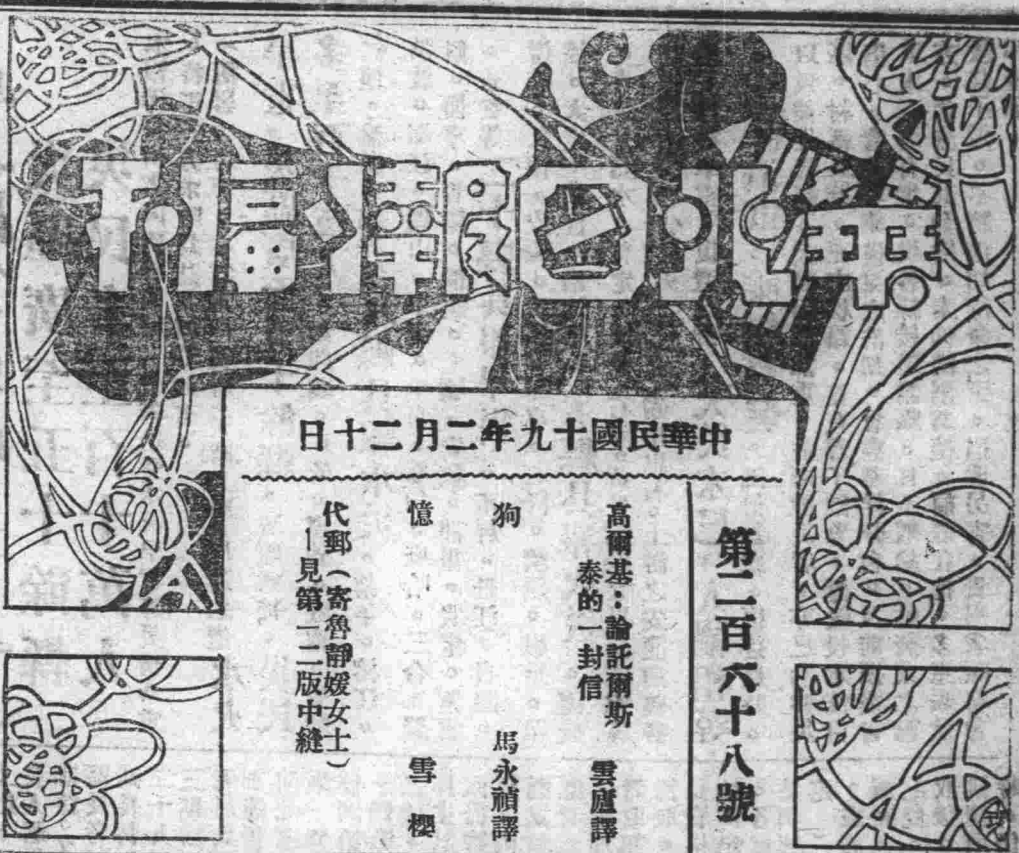 華北日報副刊
中華民國十九年二月二十日
第二百六十八號
高爾基：論託爾斯
泰的一封信　雲廬譯
狗　馬永禎譯
憶　雪櫻
代郵（寄魯靜媛女士）
—見第一二版中縫